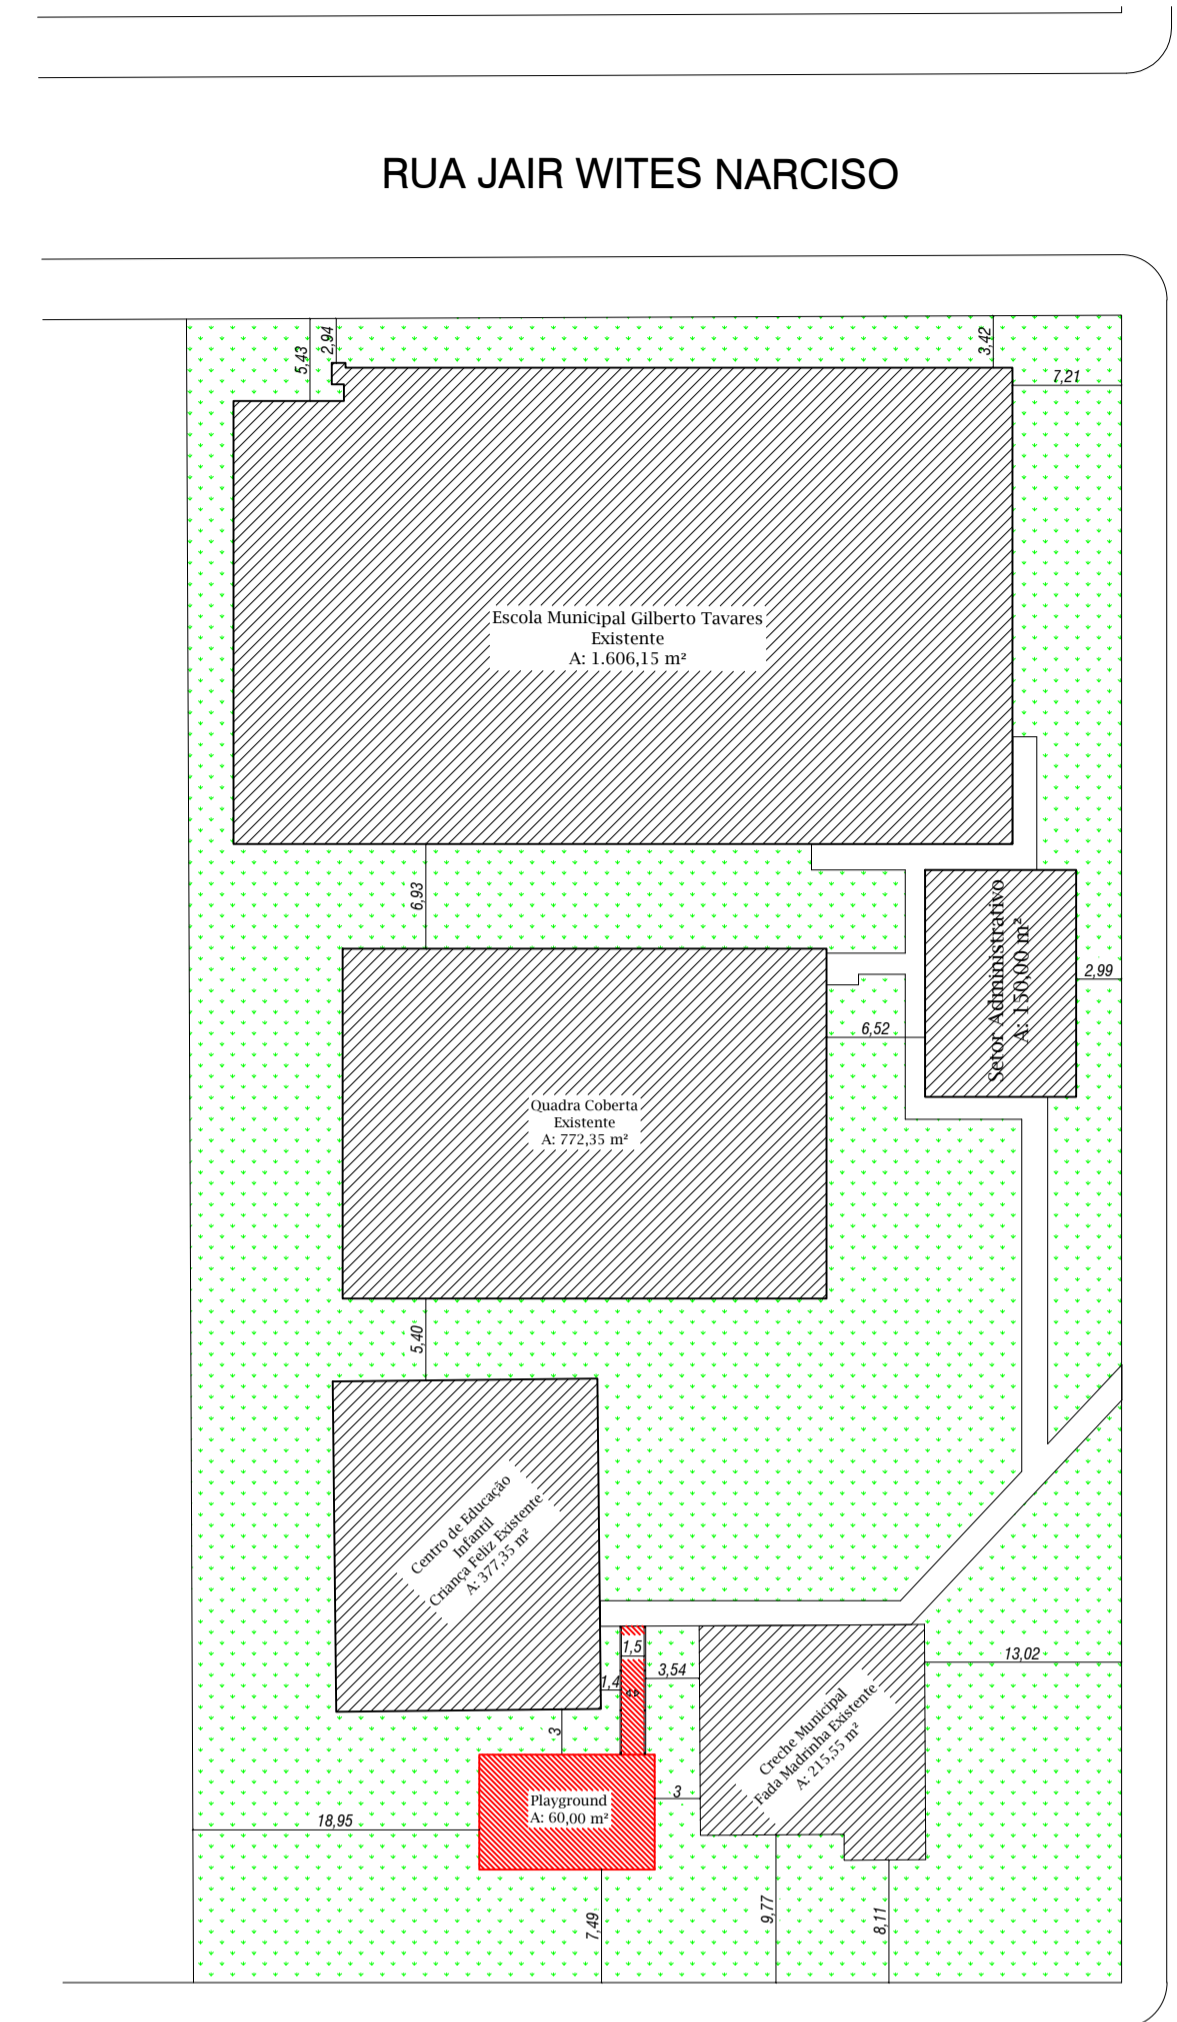 RUA JAIR WITES NARCISO
5,43
2,94
3,42
7,21
Escola Municipal Gilberto Tavares
Existente
A: 1.606,15 m²
6,93
Setor Administrativo
A: 150,00 m²
2,99
6,52
Quadra Coberta
Existente
A: 772,35 m²
5,40
Centro de Educação
Infantil
Criança Feliz Existente
A: 377,35 m²
1,5
3,54
1,4
13,02
Creche Municipal
Fada Madrinha Existente
A: 215,55 m²
3
3
Playground
A: 60,00 m²
18,95
7,49
9,77
8,11